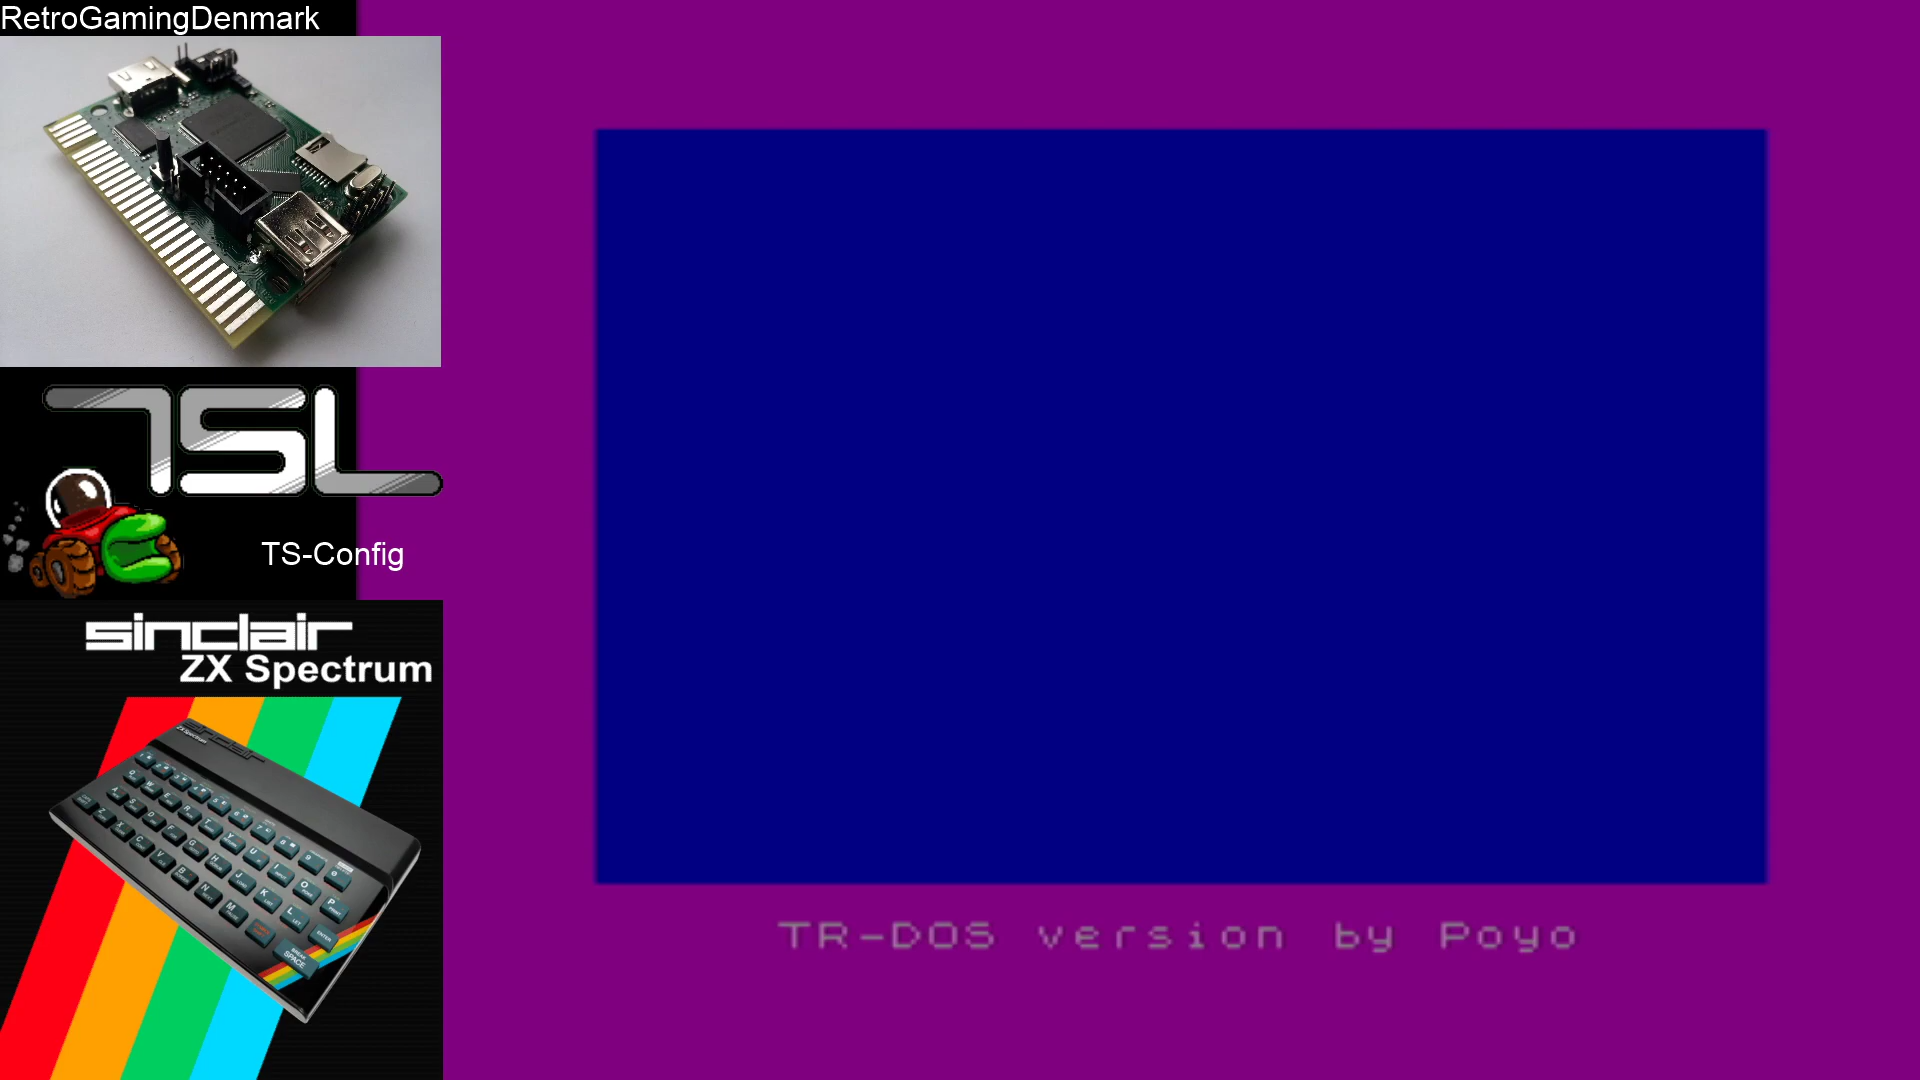 RetroGamingDenmark
TSL
TS-Config
sinclair
ZX Spectrum
TR-DOS version by Poyo